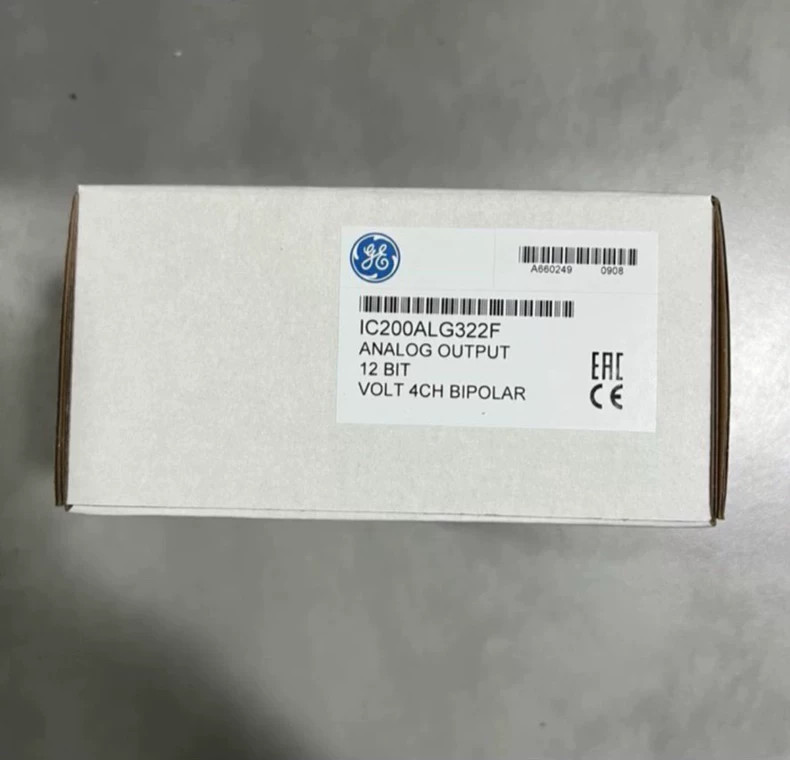 GE
A660249 0908
IC200ALG322F
ANALOG OUTPUT
12 BIT
VOLT 4CH BIPOLAR
EAC
CE